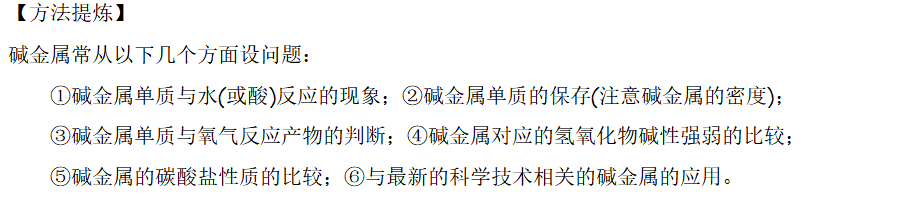 【方法提炼】
碱金属常从以下几个方面设问题：
①碱金属单质与水(或酸)反应的现象；②碱金属单质的保存(注意碱金属的密度)；
③碱金属单质与氧气反应产物的判断；④碱金属对应的氢氧化物碱性强弱的比较；
⑤碱金属的碳酸盐性质的比较；⑥与最新的科学技术相关的碱金属的应用。